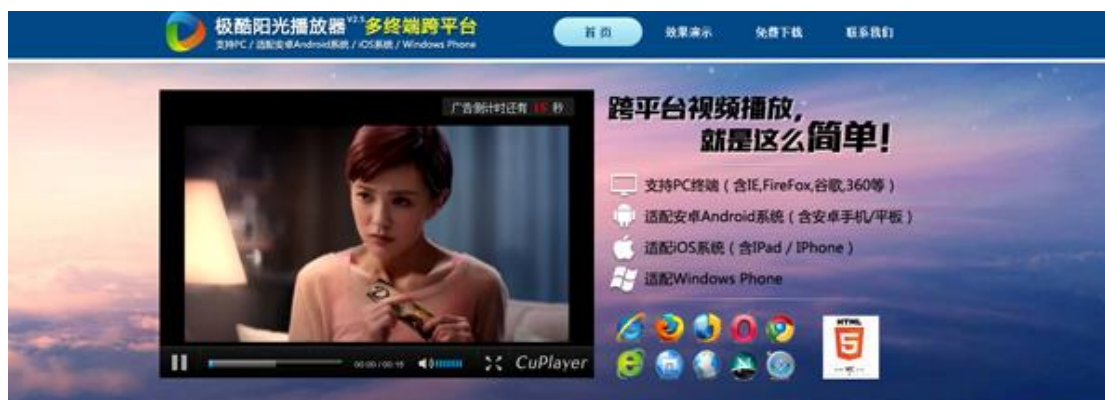 极酷阳光播放器V2.5多终端跨平台
支持PC / 适配安卓Android系统 / iOS系统 / Windows Phone
首页 效果演示 免费下载 联系我们
广告倒计时还有 15 秒
跨平台视频播放,
就是这么简单!
支持PC终端 ( 含IE,FireFox,谷歌,360等 )
适配安卓Android系统 ( 含安卓手机/平板 )
适配iOS系统 ( 含IPad / IPhone )
适配Windows Phone
00:00 / 00:15
CuPlayer
HTML
5